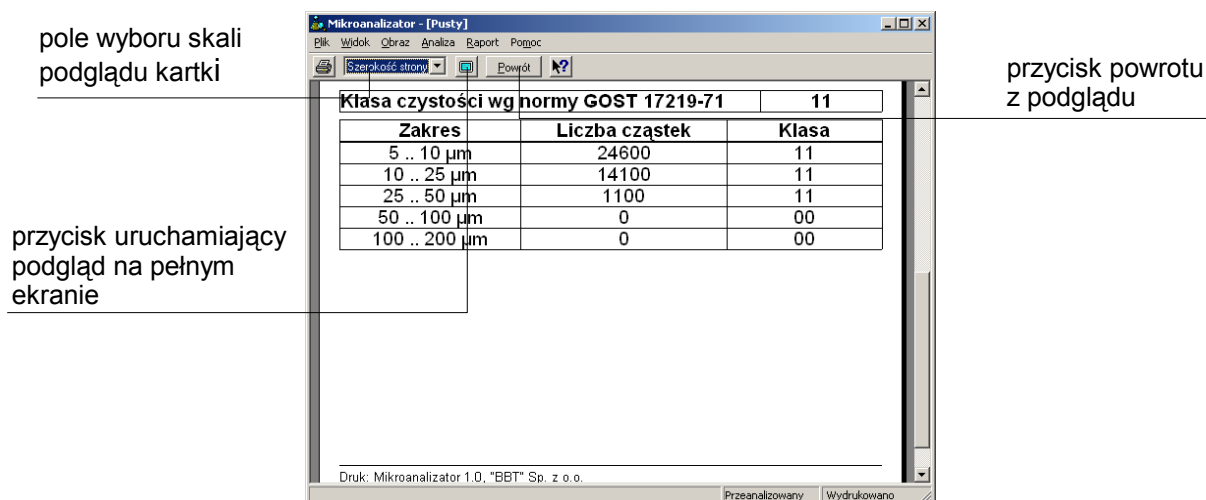 pole wyboru skali
podglądu kartki
Mikroanalizator - [Pusty]
Plik Widok Obraz Analiza Raport Pomoc
Szerokość strony Powrót
przycisk powrotu
z podglądu
Klasa czystości wg normy GOST 17219-71 11
Zakres Liczba cząstek Klasa
5 .. 10 µm 24600 11
10 .. 25 µm 14100 11
25 .. 50 µm 1100 11
50 .. 100 µm 0 00
100 .. 200 µm 0 00
przycisk uruchamiający
podgląd na pełnym
ekranie
Druk: Mikroanalizator 1.0, "BBT" Sp. z o.o.
Przeanalizowany Wydrukowano